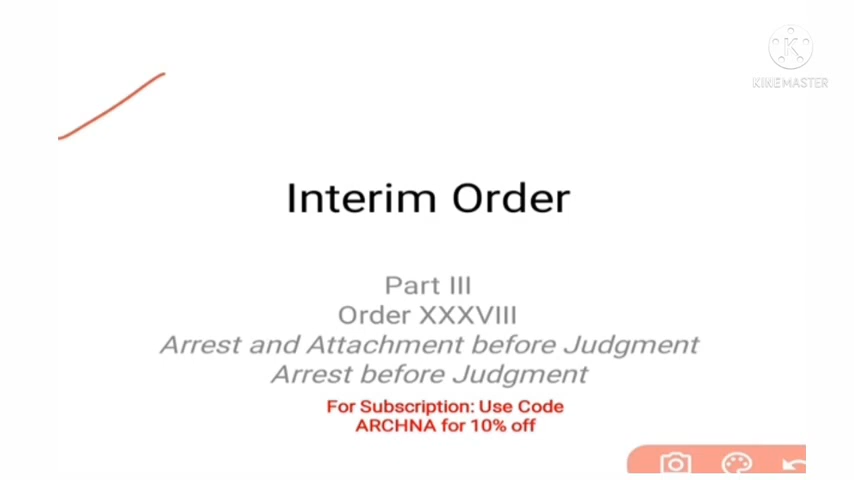 KINEMASTER
Interim Order
Part III
Order XXXVIII
Arrest and Attachment before Judgment
Arrest before Judgment
For Subscription: Use Code
ARCHNA for 10% off